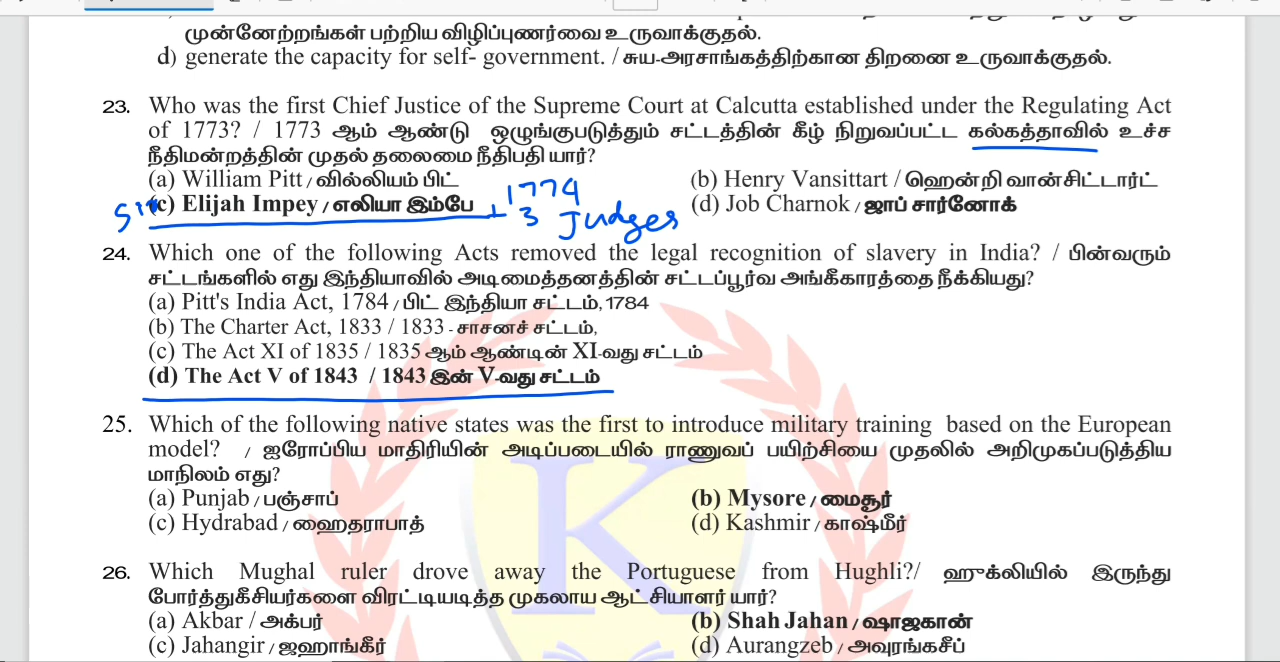 முன்னேற்றங்கள் பற்றிய விழிப்புணர்வை உருவாக்குதல்.
d) generate the capacity for self- government. / சுய-அரசாங்கத்திற்கான திறனை உருவாக்குதல்.
23. Who was the first Chief Justice of the Supreme Court at Calcutta established under the Regulating Act
of 1773? / 1773 ஆம் ஆண்டு ஒழுங்குபடுத்தும் சட்டத்தின் கீழ் நிறுவப்பட்ட கல்கத்தாவில் உச்ச
நீதிமன்றத்தின் முதல் தலைமை நீதிபதி யார்?
(a) William Pitt / வில்லியம் பிட் (b) Henry Vansittart / ஹென்றி வான்சிட்டார்ட்
Sir (c) Elijah Impey / எலியா இம்பே (d) Job Charnok / ஜாப் சார்னோக்
1774
+ 3 Judges
24. Which one of the following Acts removed the legal recognition of slavery in India? / பின்வரும்
சட்டங்களில் எது இந்தியாவில் அடிமைத்தனத்தின் சட்டப்பூர்வ அங்கீகாரத்தை நீக்கியது?
(a) Pitt's India Act, 1784 / பிட் இந்தியா சட்டம், 1784
(b) The Charter Act, 1833 / 1833 - சாசனச் சட்டம்,
(c) The Act XI of 1835 / 1835 ஆம் ஆண்டின் XI-வது சட்டம்
(d) The Act V of 1843 / 1843 இன் V-வது சட்டம்
25. Which of the following native states was the first to introduce military training based on the European
model? / ஐரோப்பிய மாதிரியின் அடிப்படையில் ராணுவப் பயிற்சியை முதலில் அறிமுகப்படுத்திய
மாநிலம் எது?
(a) Punjab / பஞ்சாப் (b) Mysore / மைசூர்
(c) Hydrabad / ஹைதராபாத் (d) Kashmir / காஷ்மீர்
26. Which Mughal ruler drove away the Portuguese from Hughli?/ ஹுக்லியில் இருந்து
போர்த்துகீசியர்களை விரட்டியடித்த முகலாய ஆட்சியாளர் யார்?
(a) Akbar / அக்பர் (b) Shah Jahan / ஷாஜகான்
(c) Jahangir / ஜஹாங்கீர் (d) Aurangzeb / அவுரங்கசீப்
K